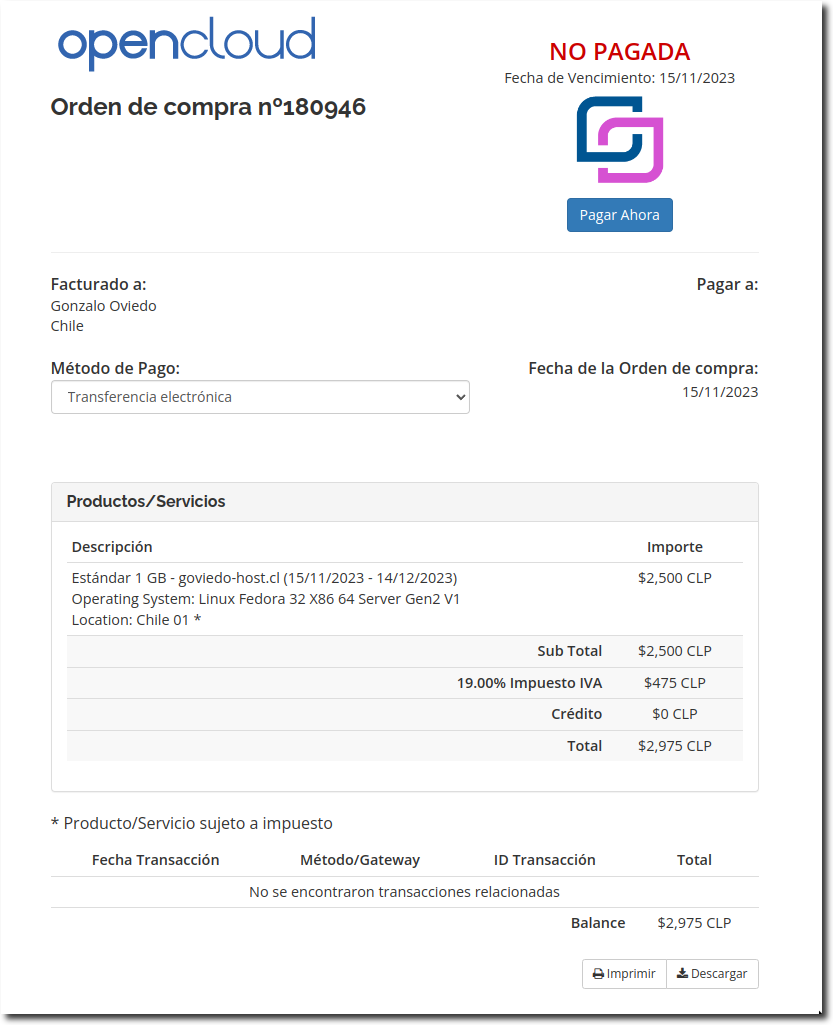 opencloud
NO PAGADA
Fecha de Vencimiento: 15/11/2023
Orden de compra nº180946
Pagar Ahora
Facturado a:
Pagar a:
Gonzalo Oviedo
Chile
Método de Pago:
Fecha de la Orden de compra:
Transferencia electrónica
15/11/2023
Productos/Servicios
Descripción Importe
Estándar 1 GB - goviedo-host.cl (15/11/2023 - 14/12/2023) $2,500 CLP
Operating System: Linux Fedora 32 X86 64 Server Gen2 V1
Location: Chile 01 *
Sub Total $2,500 CLP
19.00% Impuesto IVA $475 CLP
Crédito $0 CLP
Total $2,975 CLP
* Producto/Servicio sujeto a impuesto
Fecha Transacción Método/Gateway ID Transacción Total
No se encontraron transacciones relacionadas
Balance $2,975 CLP
Imprimir Descargar